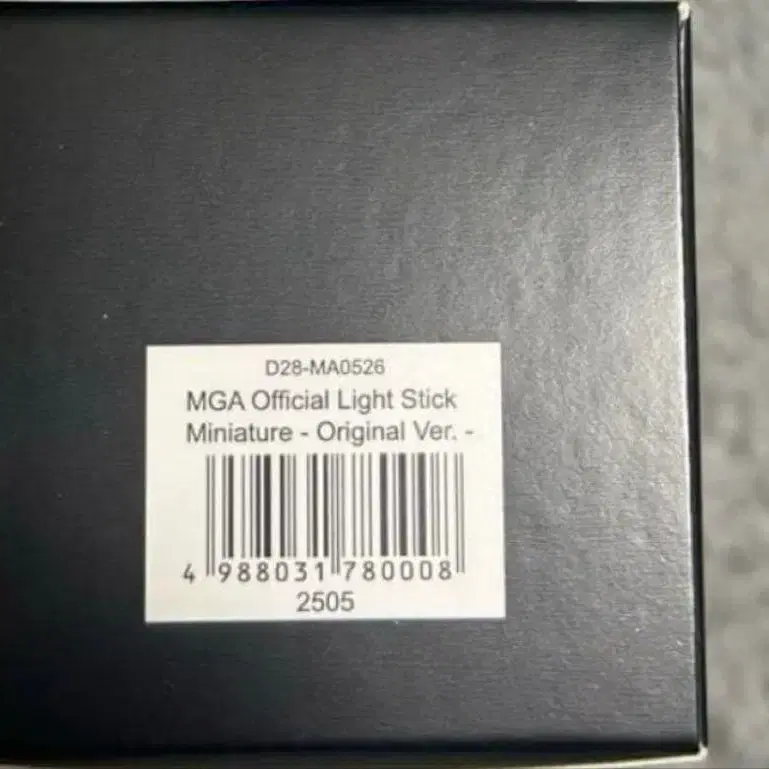 D28-MA0526
MGA Official Light Stick
Miniature - Original Ver. -
4 988031 780008
2505